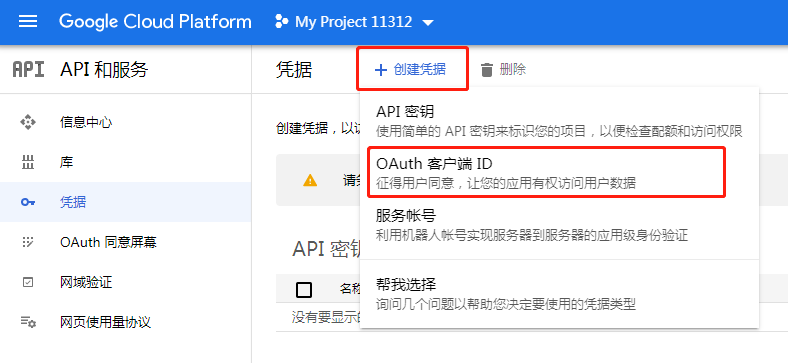 Google Cloud Platform My Project 11312
API API 和服务 凭据 + 创建凭据 删除
信息中心
库
凭据
OAuth 同意屏幕
网域验证
网页使用量协议
创建凭据，以访
API 密钥
名称
没有要显示的
API 密钥
使用简单的 API 密钥来标识您的项目，以便检查配额和访问权限
OAuth 客户端 ID
征得用户同意，让您的应用有权访问用户数据
服务帐号
利用机器人帐号实现服务器到服务器的应用级身份验证
帮我选择
询问几个问题以帮助您决定要使用的凭据类型